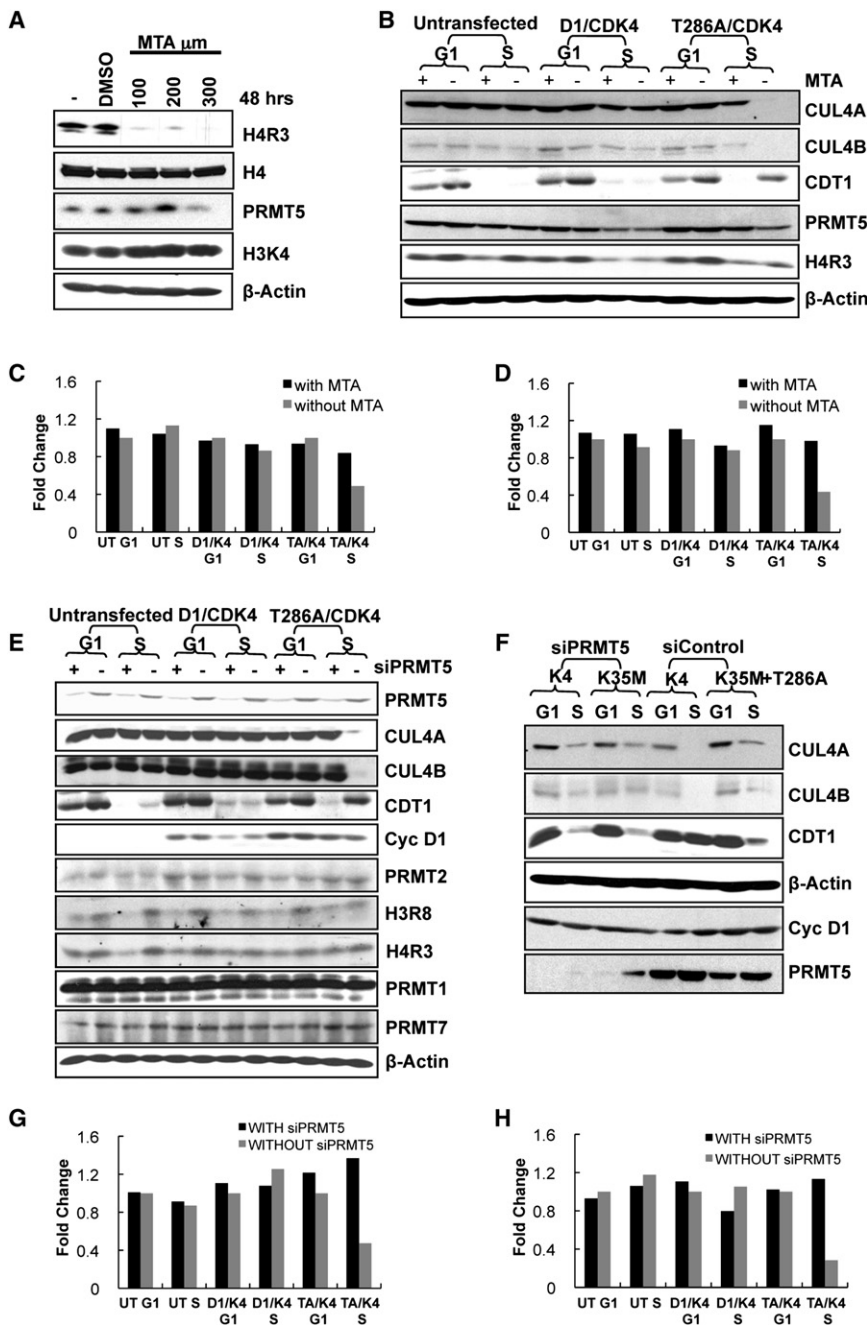 A
MTA μm
-
DMSO
100
200
300
48 hrs
H4R3
H4
PRMT5
H3K4
β-Actin
B
Untransfected D1/CDK4 T286A/CDK4
G1 S G1 S G1 S
+ - + - + - + - + - + - MTA
CUL4A
CUL4B
CDT1
PRMT5
H4R3
β-Actin
C
1.6
1.2
0.8
0.4
0
Fold Change
with MTA
without MTA
UT G1 UT S D1/K4 D1/K4 TA/K4 TA/K4
G1 S G1 S
D
1.6
1.2
0.8
0.4
0
Fold Change
with MTA
without MTA
UT G1 UT S D1/K4 D1/K4 TA/K4 TA/K4
G1 S G1 S
E
Untransfected D1/CDK4 T286A/CDK4
G1 S G1 S G1 S
+ - + - + - + - + - + - siPRMT5
PRMT5
CUL4A
CUL4B
CDT1
Cyc D1
PRMT2
H3R8
H4R3
PRMT1
PRMT7
β-Actin
F
siPRMT5 siControl
K4 K35M K4 K35M+T286A
G1 S G1 S G1 S G1 S
CUL4A
CUL4B
CDT1
β-Actin
Cyc D1
PRMT5
G
1.6
1.2
0.8
0.4
0
Fold Change
WITH siPRMT5
WITHOUT siPRMT5
UT G1 UT S D1/K4 D1/K4 TA/K4 TA/K4
G1 S G1 S
H
1.6
1.2
0.8
0.4
0
Fold Change
WITH siPRMT5
WITHOUT siPRMT5
UT G1 UT S D1/K4 D1/K4 TA/K4 TA/K4
G1 S G1 S